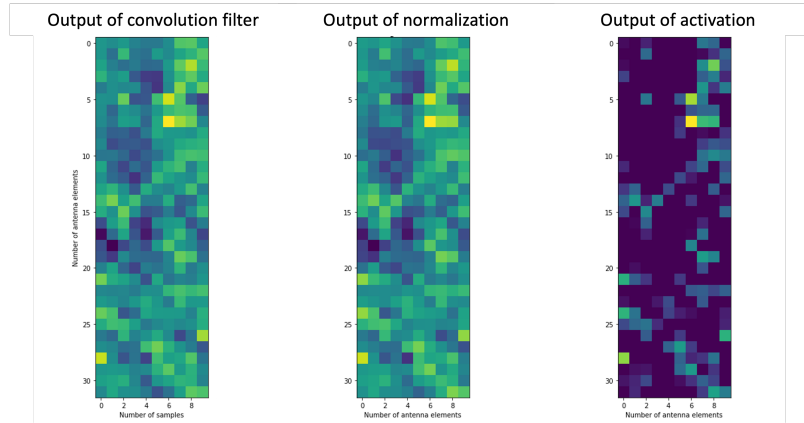 Output of convolution filter
Output of normalization
Output of activation
0
5
10
15
20
25
30
Number of antenna elements
0 2 4 6 8
Number of samples
0
5
10
15
20
25
30
0 2 4 6 8
Number of antenna elements
0
5
10
15
20
25
30
0 2 4 6 8
Number of antenna elements